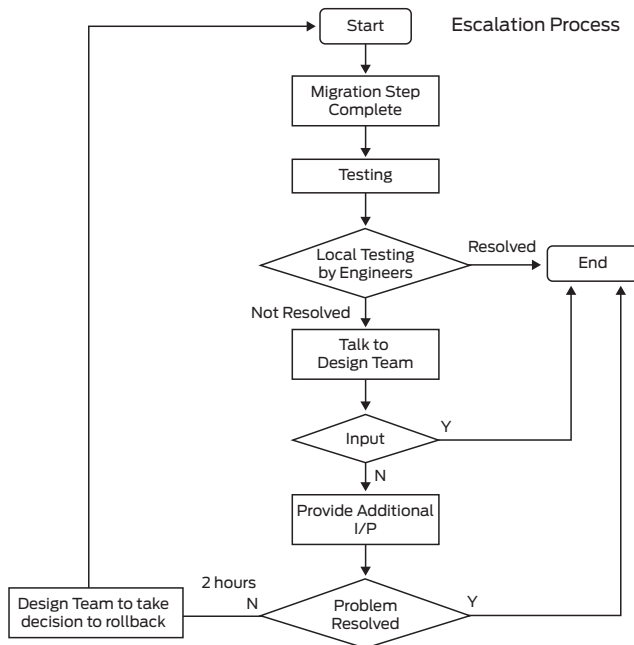 Start
Escalation Process
Migration Step
Complete
Testing
Local Testing
by Engineers
Resolved
End
Not Resolved
Talk to
Design Team
Input
Y
N
Provide Additional
I/P
2 hours
Design Team to take
decision to rollback
N
Problem
Resolved
Y